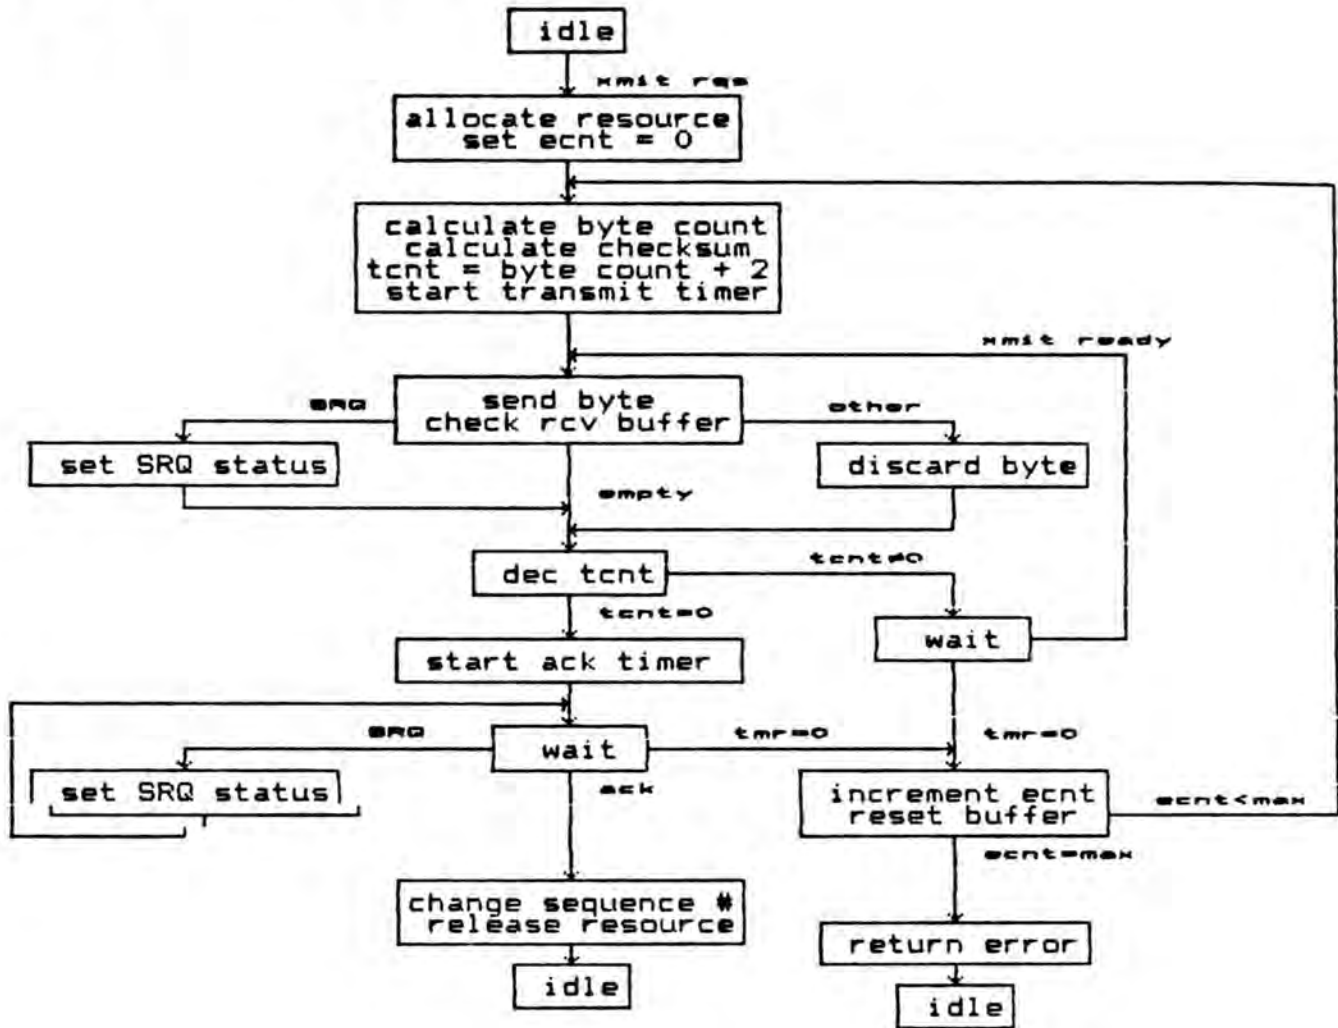 idle
xmit rqs
allocate resource
set ecnt = 0
calculate byte count
calculate checksum
tcnt = byte count + 2
start transmit timer
xmit ready
SRQ
send byte
check rcv buffer
other
set SRQ status
discard byte
empty
dec tcnt
tcnt≠0
tcnt=0
wait
start ack timer
SRQ
wait
tmr=0
tmr=0
ack
set SRQ status
increment ecnt
reset buffer
ecnt<max
ecnt=max
change sequence #
release resource
return error
idle
idle